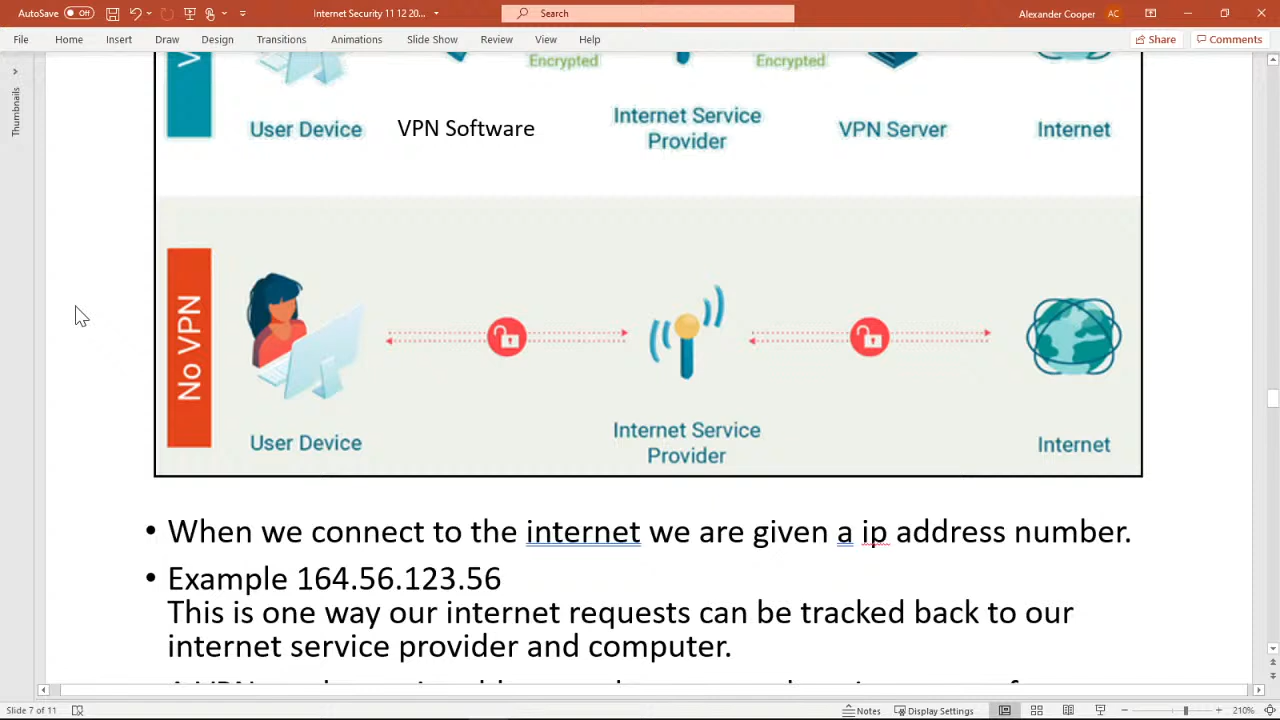 AutoSave Off Internet Security 11 12 20... Search Alexander Cooper AC
File Home Insert Draw Design Transitions Animations Slide Show Review View Help Share Comments
Thumbnails
V
Encrypted Encrypted
User Device VPN Software Internet Service Provider VPN Server Internet
No VPN
User Device Internet Service Provider Internet
• When we connect to the internet we are given a ip address number.
• Example 164.56.123.56
This is one way our internet requests can be tracked back to our
internet service provider and computer.
Slide 7 of 11 Notes Display Settings 210%